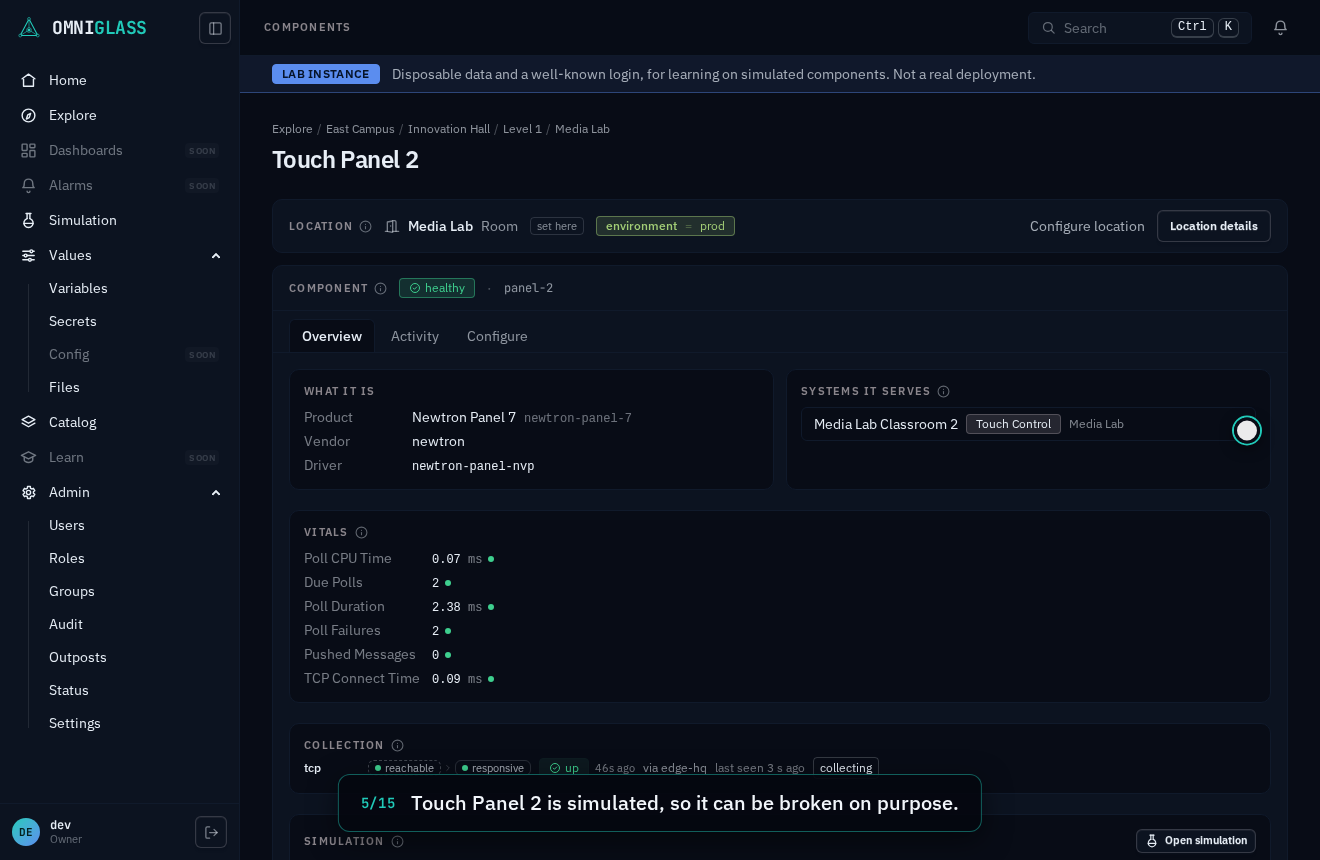 OMNIGLASS
COMPONENTS
Search Ctrl K
LAB INSTANCE Disposable data and a well-known login, for learning on simulated components. Not a real deployment.
Home
Explore
Dashboards SOON
Alarms SOON
Simulation
Values
Variables
Secrets
Config SOON
Files
Catalog
Learn SOON
Admin
Users
Roles
Groups
Audit
Outposts
Status
Settings
DE dev
Owner
Explore / East Campus / Innovation Hall / Level 1 / Media Lab
Touch Panel 2
LOCATION Media Lab Room set here environment = prod Configure location Location details
COMPONENT healthy · panel-2
Overview Activity Configure
WHAT IT IS
Product Newtron Panel 7 newtron-panel-7
Vendor newtron
Driver newtron-panel-nvp
SYSTEMS IT SERVES
Media Lab Classroom 2 Touch Control Media Lab
VITALS
Poll CPU Time 0.07 ms
Due Polls 2
Poll Duration 2.38 ms
Poll Failures 2
Pushed Messages 0
TCP Connect Time 0.09 ms
COLLECTION
tcp reachable › responsive up 46s ago via edge-hq last seen 3 s ago collecting
5/15 Touch Panel 2 is simulated, so it can be broken on purpose.
SIMULATION Open simulation